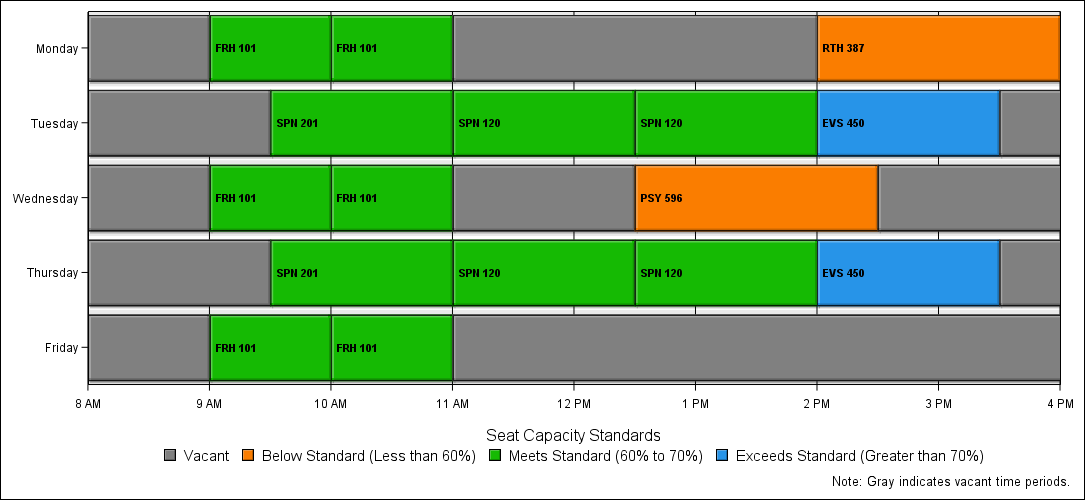 Monday
FRH 101
FRH 101
RTH 387
Tuesday
SPN 201
SPN 120
SPN 120
EVS 450
Wednesday
FRH 101
FRH 101
PSY 596
Thursday
SPN 201
SPN 120
SPN 120
EVS 450
Friday
FRH 101
FRH 101
8 AM 9 AM 10 AM 11 AM 12 PM 1 PM 2 PM 3 PM 4 PM
Seat Capacity Standards
Vacant Below Standard (Less than 60%) Meets Standard (60% to 70%) Exceeds Standard (Greater than 70%)
Note: Gray indicates vacant time periods.